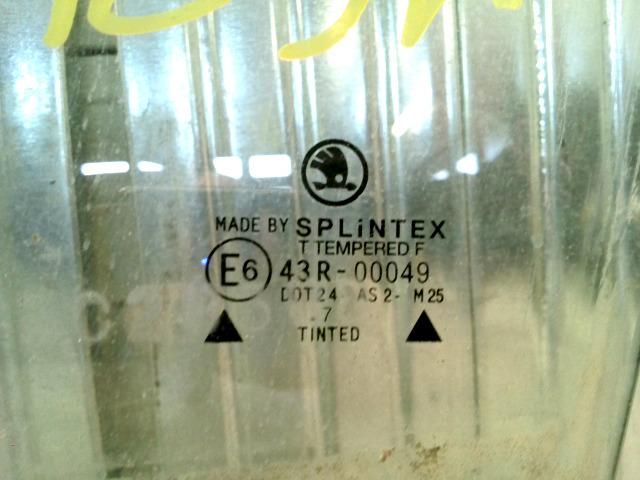 MADE BY SPLiNTEX
T TEMPERED F
E6 43R-00049
DOT24 AS2- M25
. 7
TINTED